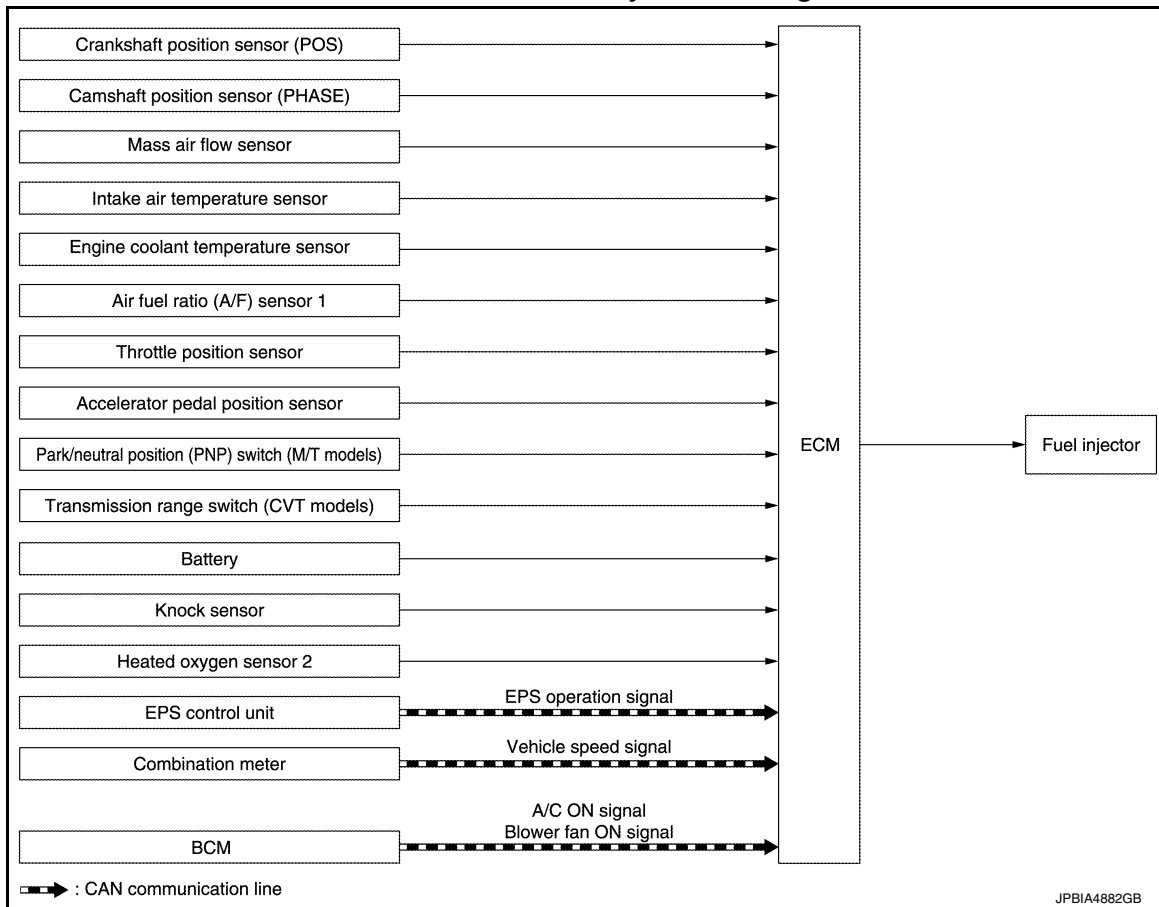 Crankshaft position sensor (POS)
Camshaft position sensor (PHASE)
Mass air flow sensor
Intake air temperature sensor
Engine coolant temperature sensor
Air fuel ratio (A/F) sensor 1
Throttle position sensor
Accelerator pedal position sensor
Park/neutral position (PNP) switch (M/T models)
Transmission range switch (CVT models)
Battery
Knock sensor
Heated oxygen sensor 2
EPS control unit
EPS operation signal
Combination meter
Vehicle speed signal
BCM
A/C ON signal
Blower fan ON signal
ECM
Fuel injector
: CAN communication line
JPBIA4882GB